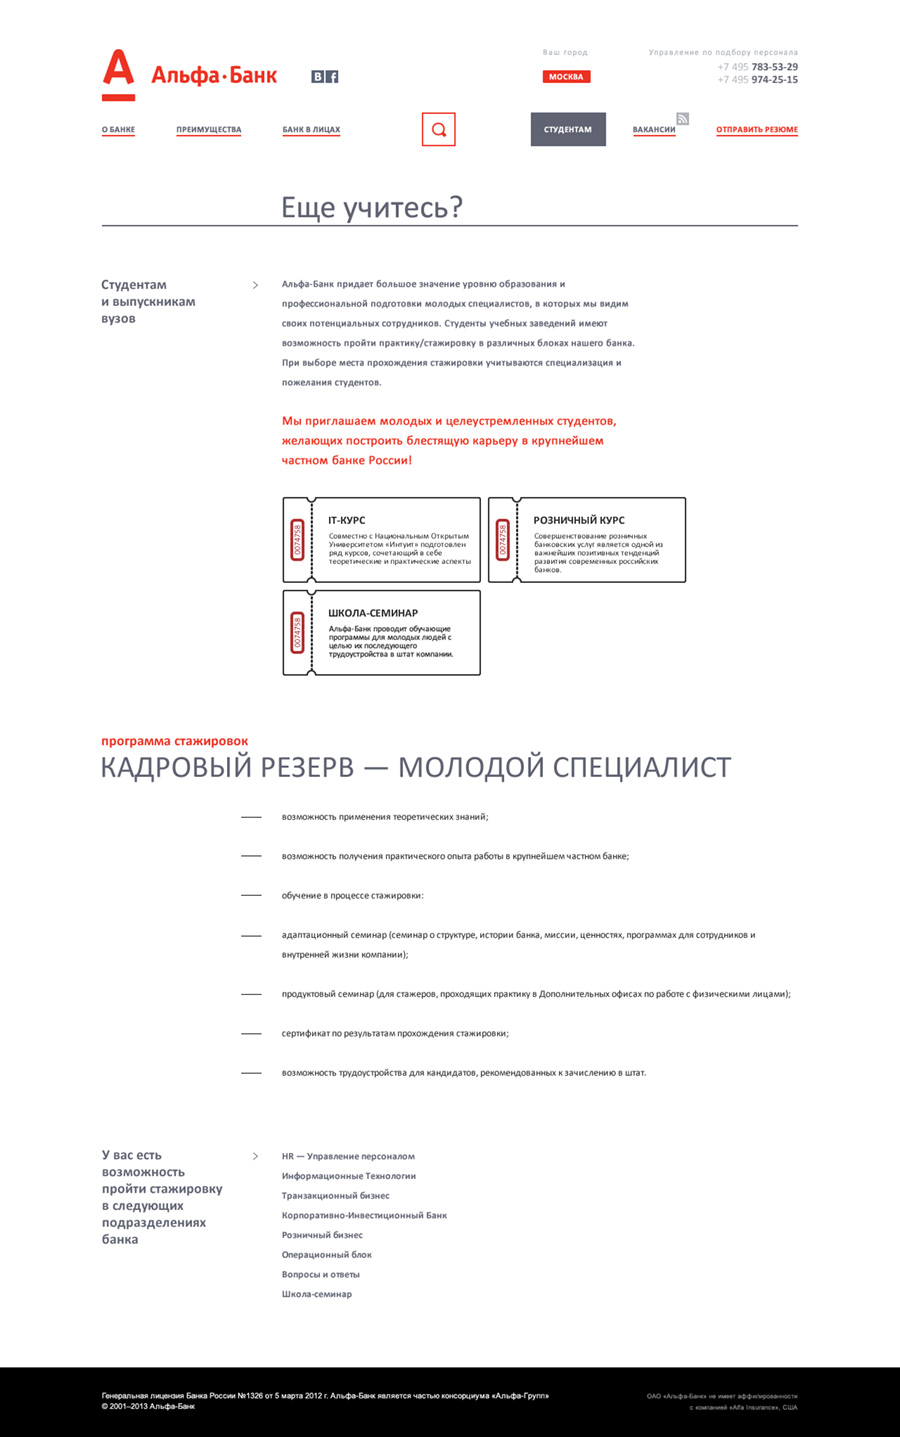 Альфа·Банк
Ваш город
МОСКВА
Управление по подбору персонала
+7 495 783-53-29
+7 495 974-25-15
О БАНКЕ
ПРЕИМУЩЕСТВА
БАНК В ЛИЦАХ
СТУДЕНТАМ
ВАКАНСИИ
ОТПРАВИТЬ РЕЗЮМЕ
Еще учитесь?
Студентам
и выпускникам
вузов
Альфа-Банк придает большое значение уровню образования и
профессиональной подготовки молодых специалистов, в которых мы видим
своих потенциальных сотрудников. Студенты учебных заведений имеют
возможность пройти практику/стажировку в различных блоках нашего банка.
При выборе места прохождения стажировки учитываются специализация и
пожелания студентов.
Мы приглашаем молодых и целеустремленных студентов,
желающих построить блестящую карьеру в крупнейшем
частном банке России!
0074758
IT-КУРС
Совместно с Национальным Открытым
Университетом «Интуит» подготовлен
ряд курсов, сочетающий в себе
теоретические и практические аспекты
0074758
РОЗНИЧНЫЙ КУРС
Совершенствование розничных
банковских услуг является одной из
важнейших позитивных тенденций
развития современных российских
банков.
0074758
ШКОЛА-СЕМИНАР
Альфа-Банк проводит обучающие
программы для молодых людей с
целью их последующего
трудоустройства в штат компании.
программа стажировок
КАДРОВЫЙ РЕЗЕРВ — МОЛОДОЙ СПЕЦИАЛИСТ
возможность применения теоретических знаний;
возможность получения практического опыта работы в крупнейшем частном банке;
обучение в процессе стажировки:
адаптационный семинар (семинар о структуре, истории банка, миссии, ценностях, программах для сотрудников и
внутренней жизни компании);
продуктовый семинар (для стажеров, проходящих практику в Дополнительных офисах по работе с физическими лицами);
сертификат по результатам прохождения стажировки;
возможность трудоустройства для кандидатов, рекомендованных к зачислению в штат.
У вас есть
возможность
пройти стажировку
в следующих
подразделениях
банка
HR — Управление персоналом
Информационные Технологии
Транзакционный бизнес
Корпоративно-Инвестиционный Банк
Розничный бизнес
Операционный блок
Вопросы и ответы
Школа-семинар
Генеральная лицензия Банка России №1326 от 5 марта 2012 г. Альфа-Банк является частью консорциума «Альфа-Групп»
© 2001–2013 Альфа-Банк
ОАО «Альфа-Банк» не имеет аффилированности
с компанией «Alfa Insurance», США